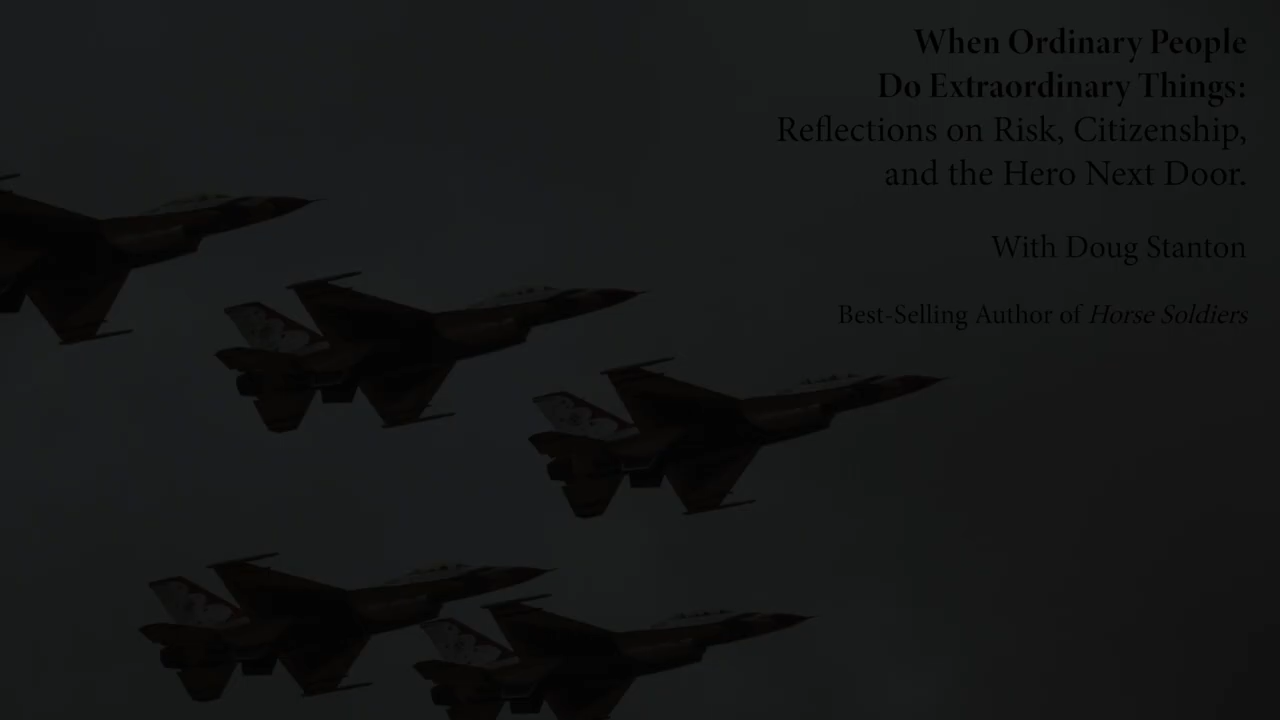 When Ordinary People
Do Extraordinary Things:
Reflections on Risk, Citizenship,
and the Hero Next Door.
With Doug Stanton
Best-Selling Author of Horse Soldiers